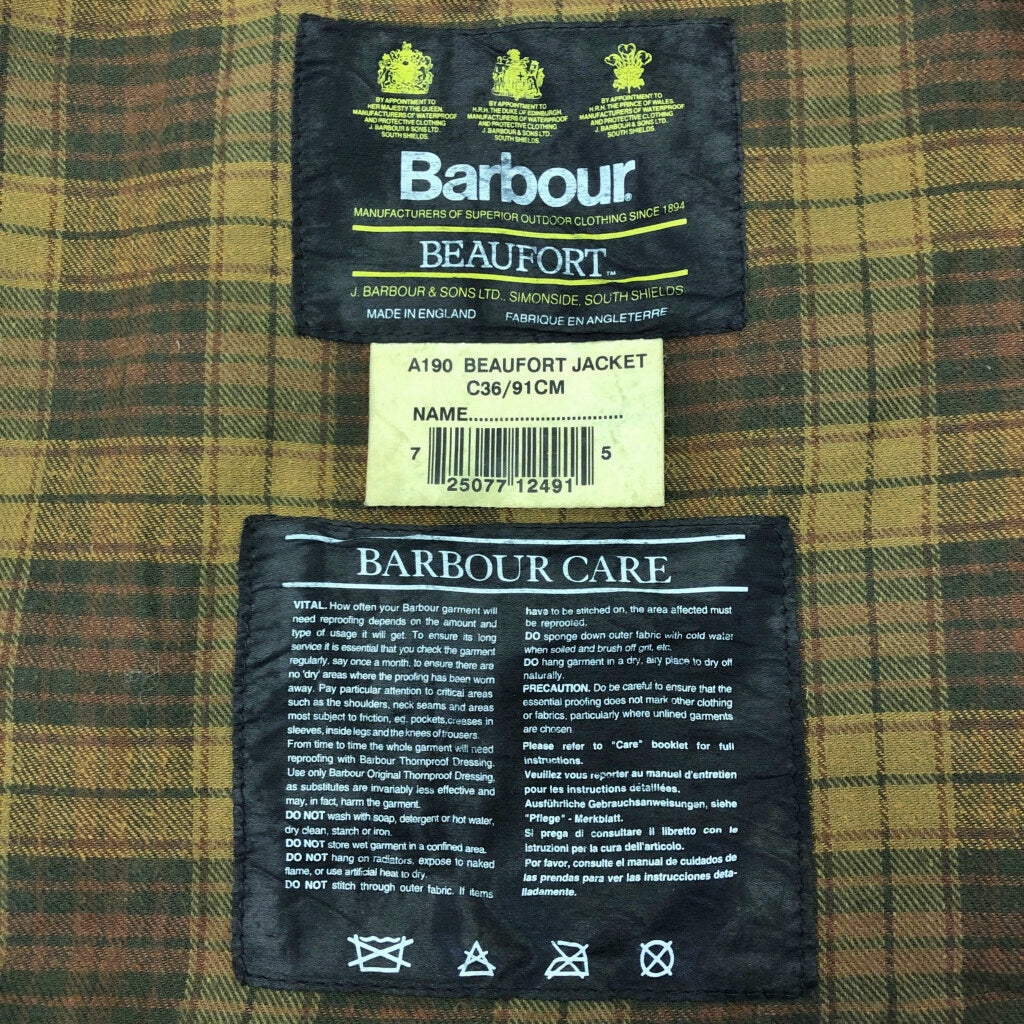 BY APPOINTMENT TO
HER MAJESTY THE QUEEN
MANUFACTURERS OF WATERPROOF
AND PROTECTIVE CLOTHING
J. BARBOUR & SONS LTD.
SOUTH SHIELDS
BY APPOINTMENT TO
H.R.H. THE DUKE OF EDINBURGH
MANUFACTURERS OF WATERPROOF
AND PROTECTIVE CLOTHING
J. BARBOUR & SONS LTD.
SOUTH SHIELDS
BY APPOINTMENT TO
H.R.H. THE PRINCE OF WALES
MANUFACTURERS OF WATERPROOF
AND PROTECTIVE CLOTHING
J. BARBOUR & SONS LTD.
SOUTH SHIELDS
Barbour®
MANUFACTURERS OF SUPERIOR OUTDOOR CLOTHING SINCE 1894
BEAUFORT™
J. BARBOUR & SONS LTD., SIMONSIDE, SOUTH SHIELDS
MADE IN ENGLAND FABRIQUE EN ANGLETERRE
A190 BEAUFORT JACKET
C36/91CM
NAME.............................
7 25077 12491 5
BARBOUR CARE
VITAL. How often your Barbour garment will
need reproofing depends on the amount and
type of usage it will get. To ensure its long
service it is essential that you check the garment
regularly, say once a month, to ensure there are
no 'dry' areas where the proofing has been worn
away. Pay particular attention to critical areas
such as the shoulders, neck seams and areas
most subject to friction, ed. pockets, creases in
sleeves, inside legs and the knees of trousers.
From time to time the whole garment will need
reproofing with Barbour Thornproof Dressing.
Use only Barbour Original Thornproof Dressing,
as substitutes are invariably less effective and
may, in fact, harm the garment.
DO NOT wash with soap, detergent or hot water,
dry clean, starch or iron.
DO NOT store wet garment in a confined area.
DO NOT hang on radiators, expose to naked
flame, or use artificial heat to dry.
DO NOT stitch through outer fabric. If items
have to be stitched on, the area affected must
be reproofed.
DO sponge down outer fabric with cold water
when soiled and brush off grit, etc.
DO hang garment in a dry, airy place to dry off
naturally.
PRECAUTION. Do be careful to ensure that the
essential proofing does not mark other clothing
or fabrics, particularly where unlined garments
are chosen.
Please refer to "Care" booklet for full
instructions.
Veuillez vous reporter au manuel d'entretien
pour les instructions détaillées.
Ausführliche Gebrauchsanweisungen, siehe
"Pflege" - Merkblatt.
Si prega di consultare il libretto con le
istruzioni per la cura dell'articolo.
Por favor, consulte el manual de cuidados de
las prendas para ver las instrucciones deta-
lladamente.